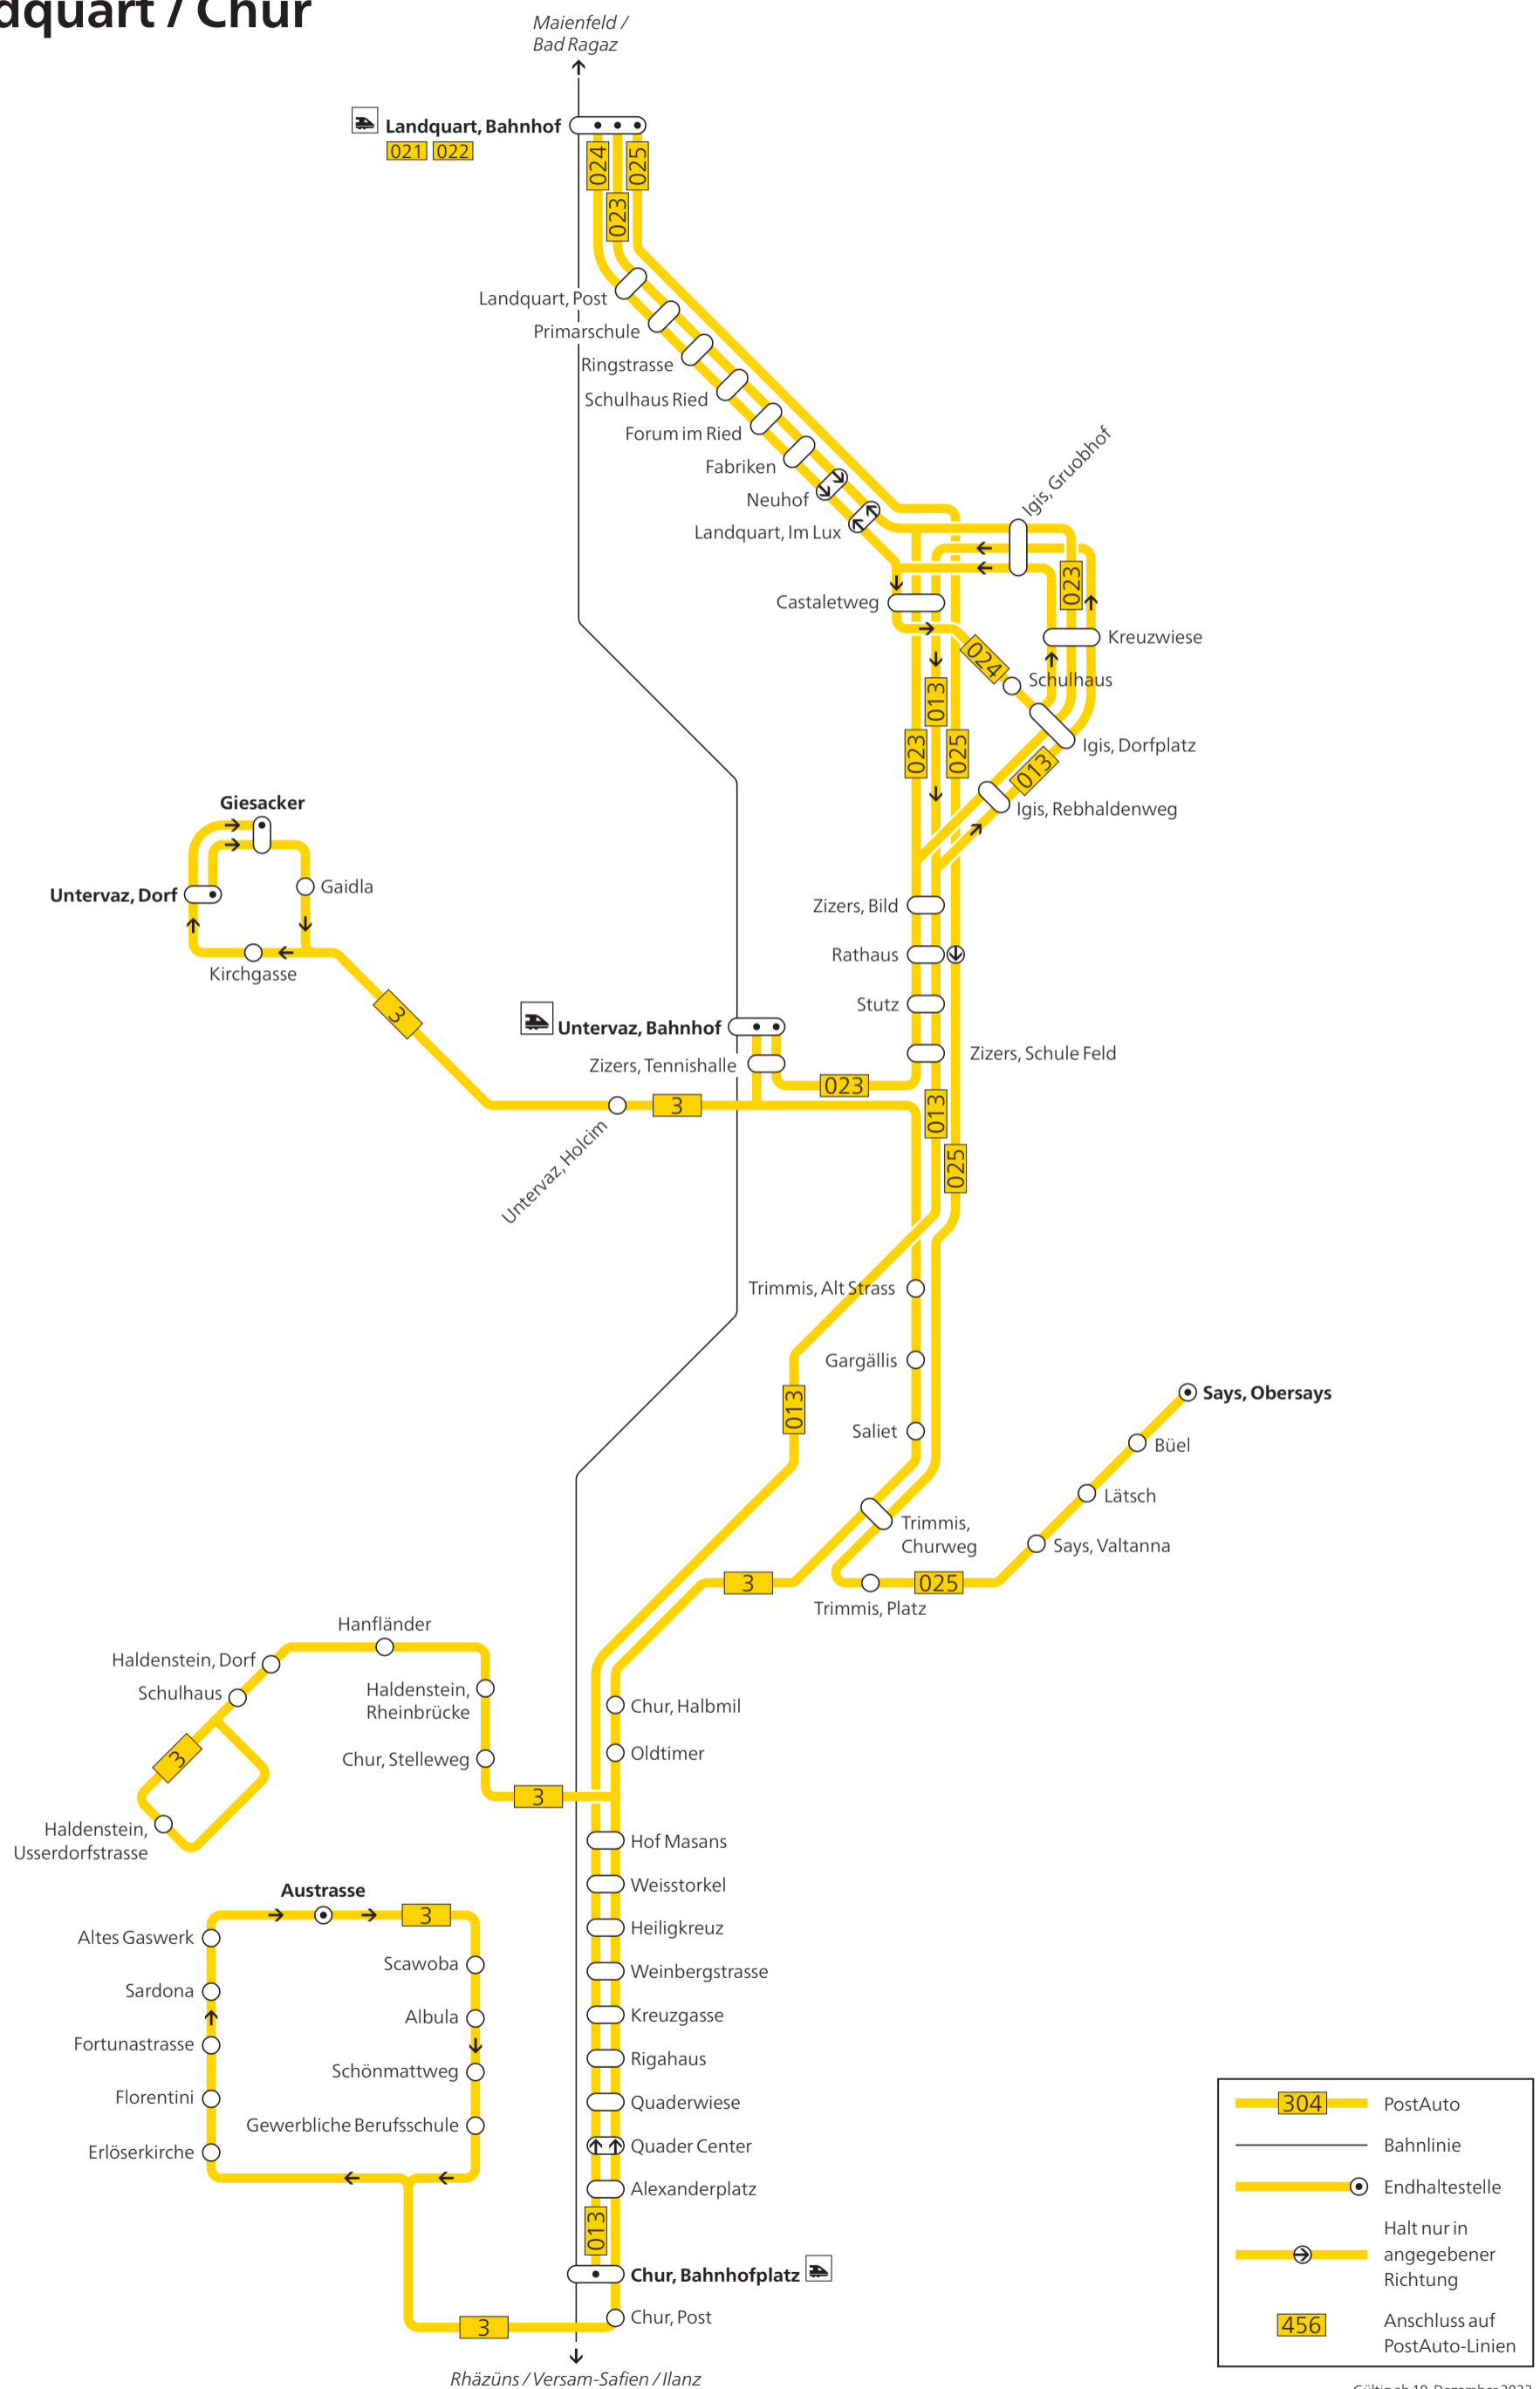 dquart / Chur
Maienfeld /
Bad Ragaz
Landquart, Bahnhof
021 022
024
023
025
Landquart, Post
Primarschule
Ringstrasse
Schulhaus Ried
Forum im Ried
Fabriken
Neuhof
Landquart, Im Lux
Igis, Gruobhof
023
Castaletweg
Kreuzwiese
024
Schulhaus
013
023
025
Igis, Dorfplatz
013
Igis, Rebhaldenweg
Giesacker
Untervaz, Dorf
Gaidla
Kirchgasse
3
Zizers, Bild
Rathaus
Stutz
Zizers, Schule Feld
Untervaz, Bahnhof
Zizers, Tennishalle
023
3
Untervaz, Holcim
013
025
Trimmis, Alt Strass
Gargällis
Saliet
013
Says, Obersays
Büel
Lätsch
Says, Valtanna
Trimmis,
Churweg
3
025
Trimmis, Platz
Hanfländer
Haldenstein, Dorf
Schulhaus
Haldenstein,
Rheinbrücke
Chur, Stelleweg
3
3
Haldenstein,
Usserdorfstrasse
Chur, Halbmil
Oldtimer
Hof Masans
Weisstorkel
Heiligkreuz
Weinbergstrasse
Kreuzgasse
Rigahaus
Quaderwiese
Quader Center
Alexanderplatz
013
Chur, Bahnhofplatz
Chur, Post
3
Austrasse
3
Altes Gaswerk
Sardona
Fortunastrasse
Florentini
Erlöserkirche
Scawoba
Albula
Schönmattweg
Gewerbliche Berufsschule
Rhäzüns / Versam-Safien / Ilanz
304 PostAuto
Bahnlinie
Endhaltestelle
Halt nur in
angegebener
Richtung
456 Anschluss auf
PostAuto-Linien